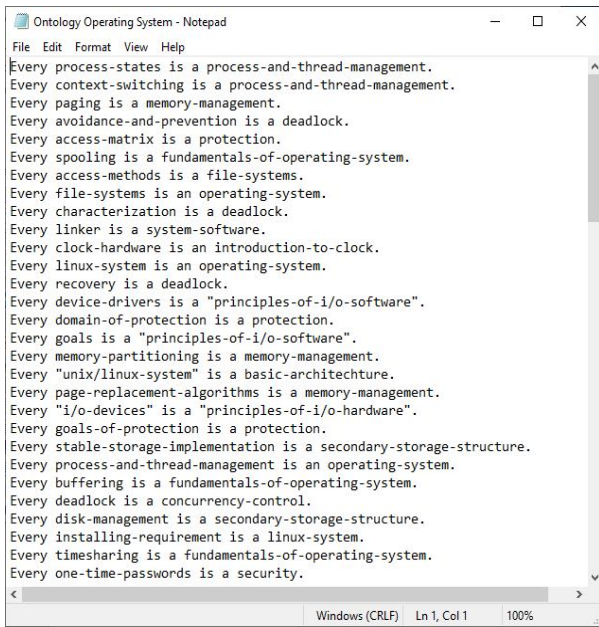 Ontology Operating System - Notepad
File Edit Format View Help
Every process-states is a process-and-thread-management.
Every context-switching is a process-and-thread-management.
Every paging is a memory-management.
Every avoidance-and-prevention is a deadlock.
Every access-matrix is a protection.
Every spooling is a fundamentals-of-operating-system.
Every access-methods is a file-systems.
Every file-systems is an operating-system.
Every characterization is a deadlock.
Every linker is a system-software.
Every clock-hardware is an introduction-to-clock.
Every linux-system is an operating-system.
Every recovery is a deadlock.
Every device-drivers is a "principles-of-i/o-software".
Every domain-of-protection is a protection.
Every goals is a "principles-of-i/o-software".
Every memory-partitioning is a memory-management.
Every "unix/linux-system" is a basic-architechture.
Every page-replacement-algorithms is a memory-management.
Every "i/o-devices" is a "principles-of-i/o-hardware".
Every goals-of-protection is a protection.
Every stable-storage-implementation is a secondary-storage-structure.
Every process-and-thread-management is an operating-system.
Every buffering is a fundamentals-of-operating-system.
Every deadlock is a concurrency-control.
Every disk-management is a secondary-storage-structure.
Every installing-requirement is a linux-system.
Every timesharing is a fundamentals-of-operating-system.
Every one-time-passwords is a security.
Windows (CRLF) Ln 1, Col 1 100%